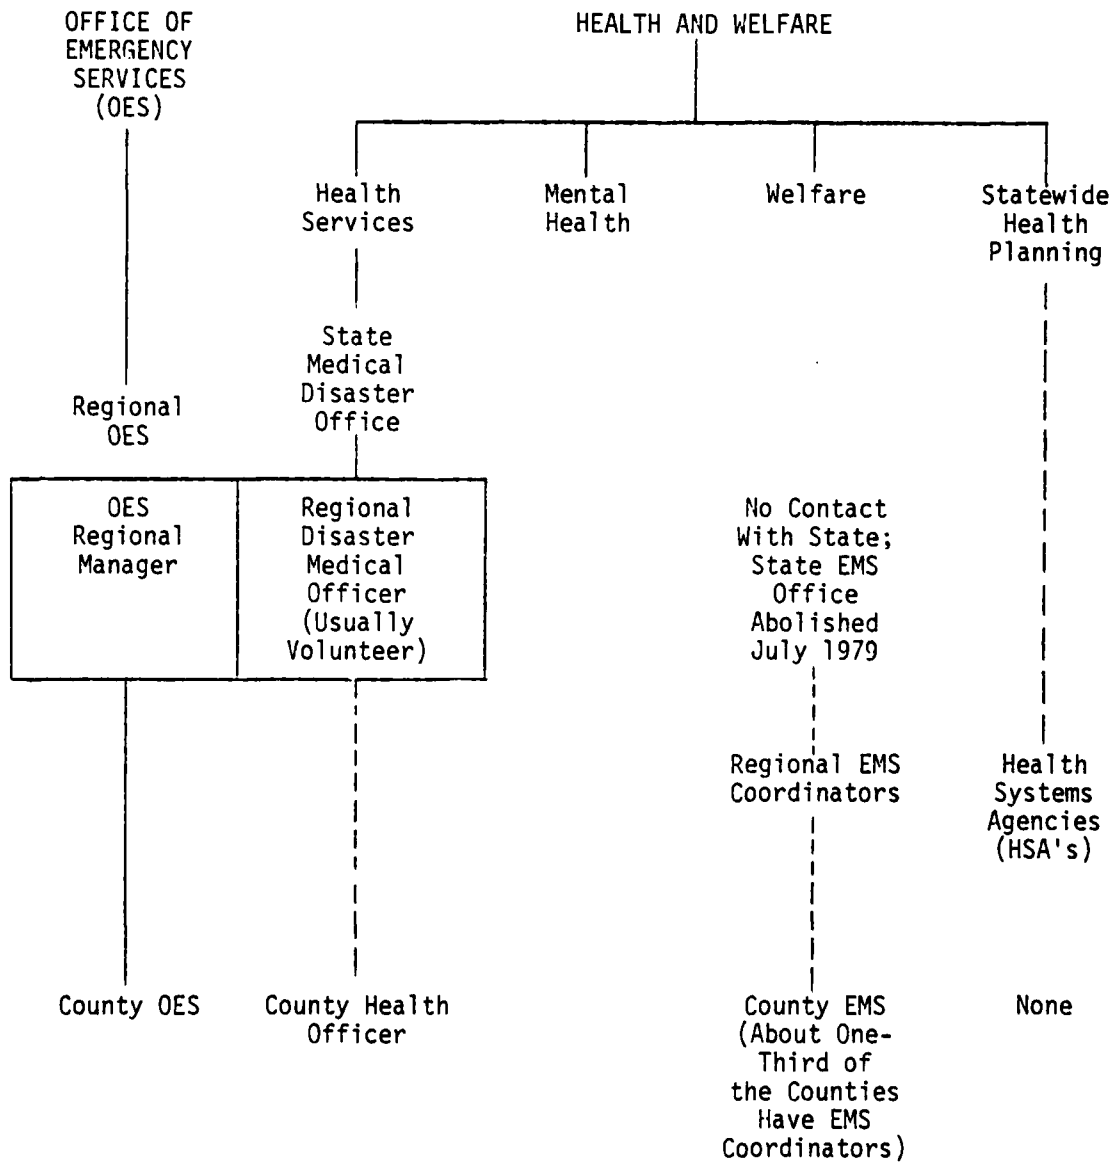 OFFICE OF
EMERGENCY
SERVICES
(OES)
HEALTH AND WELFARE
Health
Services
Mental
Health
Welfare
Statewide
Health
Planning
State
Medical
Disaster
Office
Regional
OES
OES
Regional
Manager
Regional
Disaster
Medical
Officer
(Usually
Volunteer)
No Contact
With State;
State EMS
Office
Abolished
July 1979
Regional EMS
Coordinators
Health
Systems
Agencies
(HSA's)
County OES
County Health
Officer
County EMS
(About One-
Third of
the Counties
Have EMS
Coordinators)
None